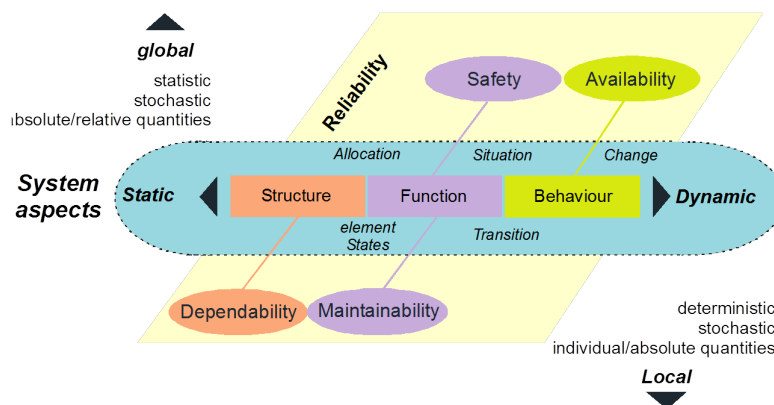 global
statistic
stochastic
absolute/relative quantities
Reliability
Safety
Availability
Allocation
Situation
Change
System
aspects
Static
Structure
Function
Behaviour
Dynamic
element
States
Transition
Dependability
Maintainability
deterministic
stochastic
individual/absolute quantities
Local